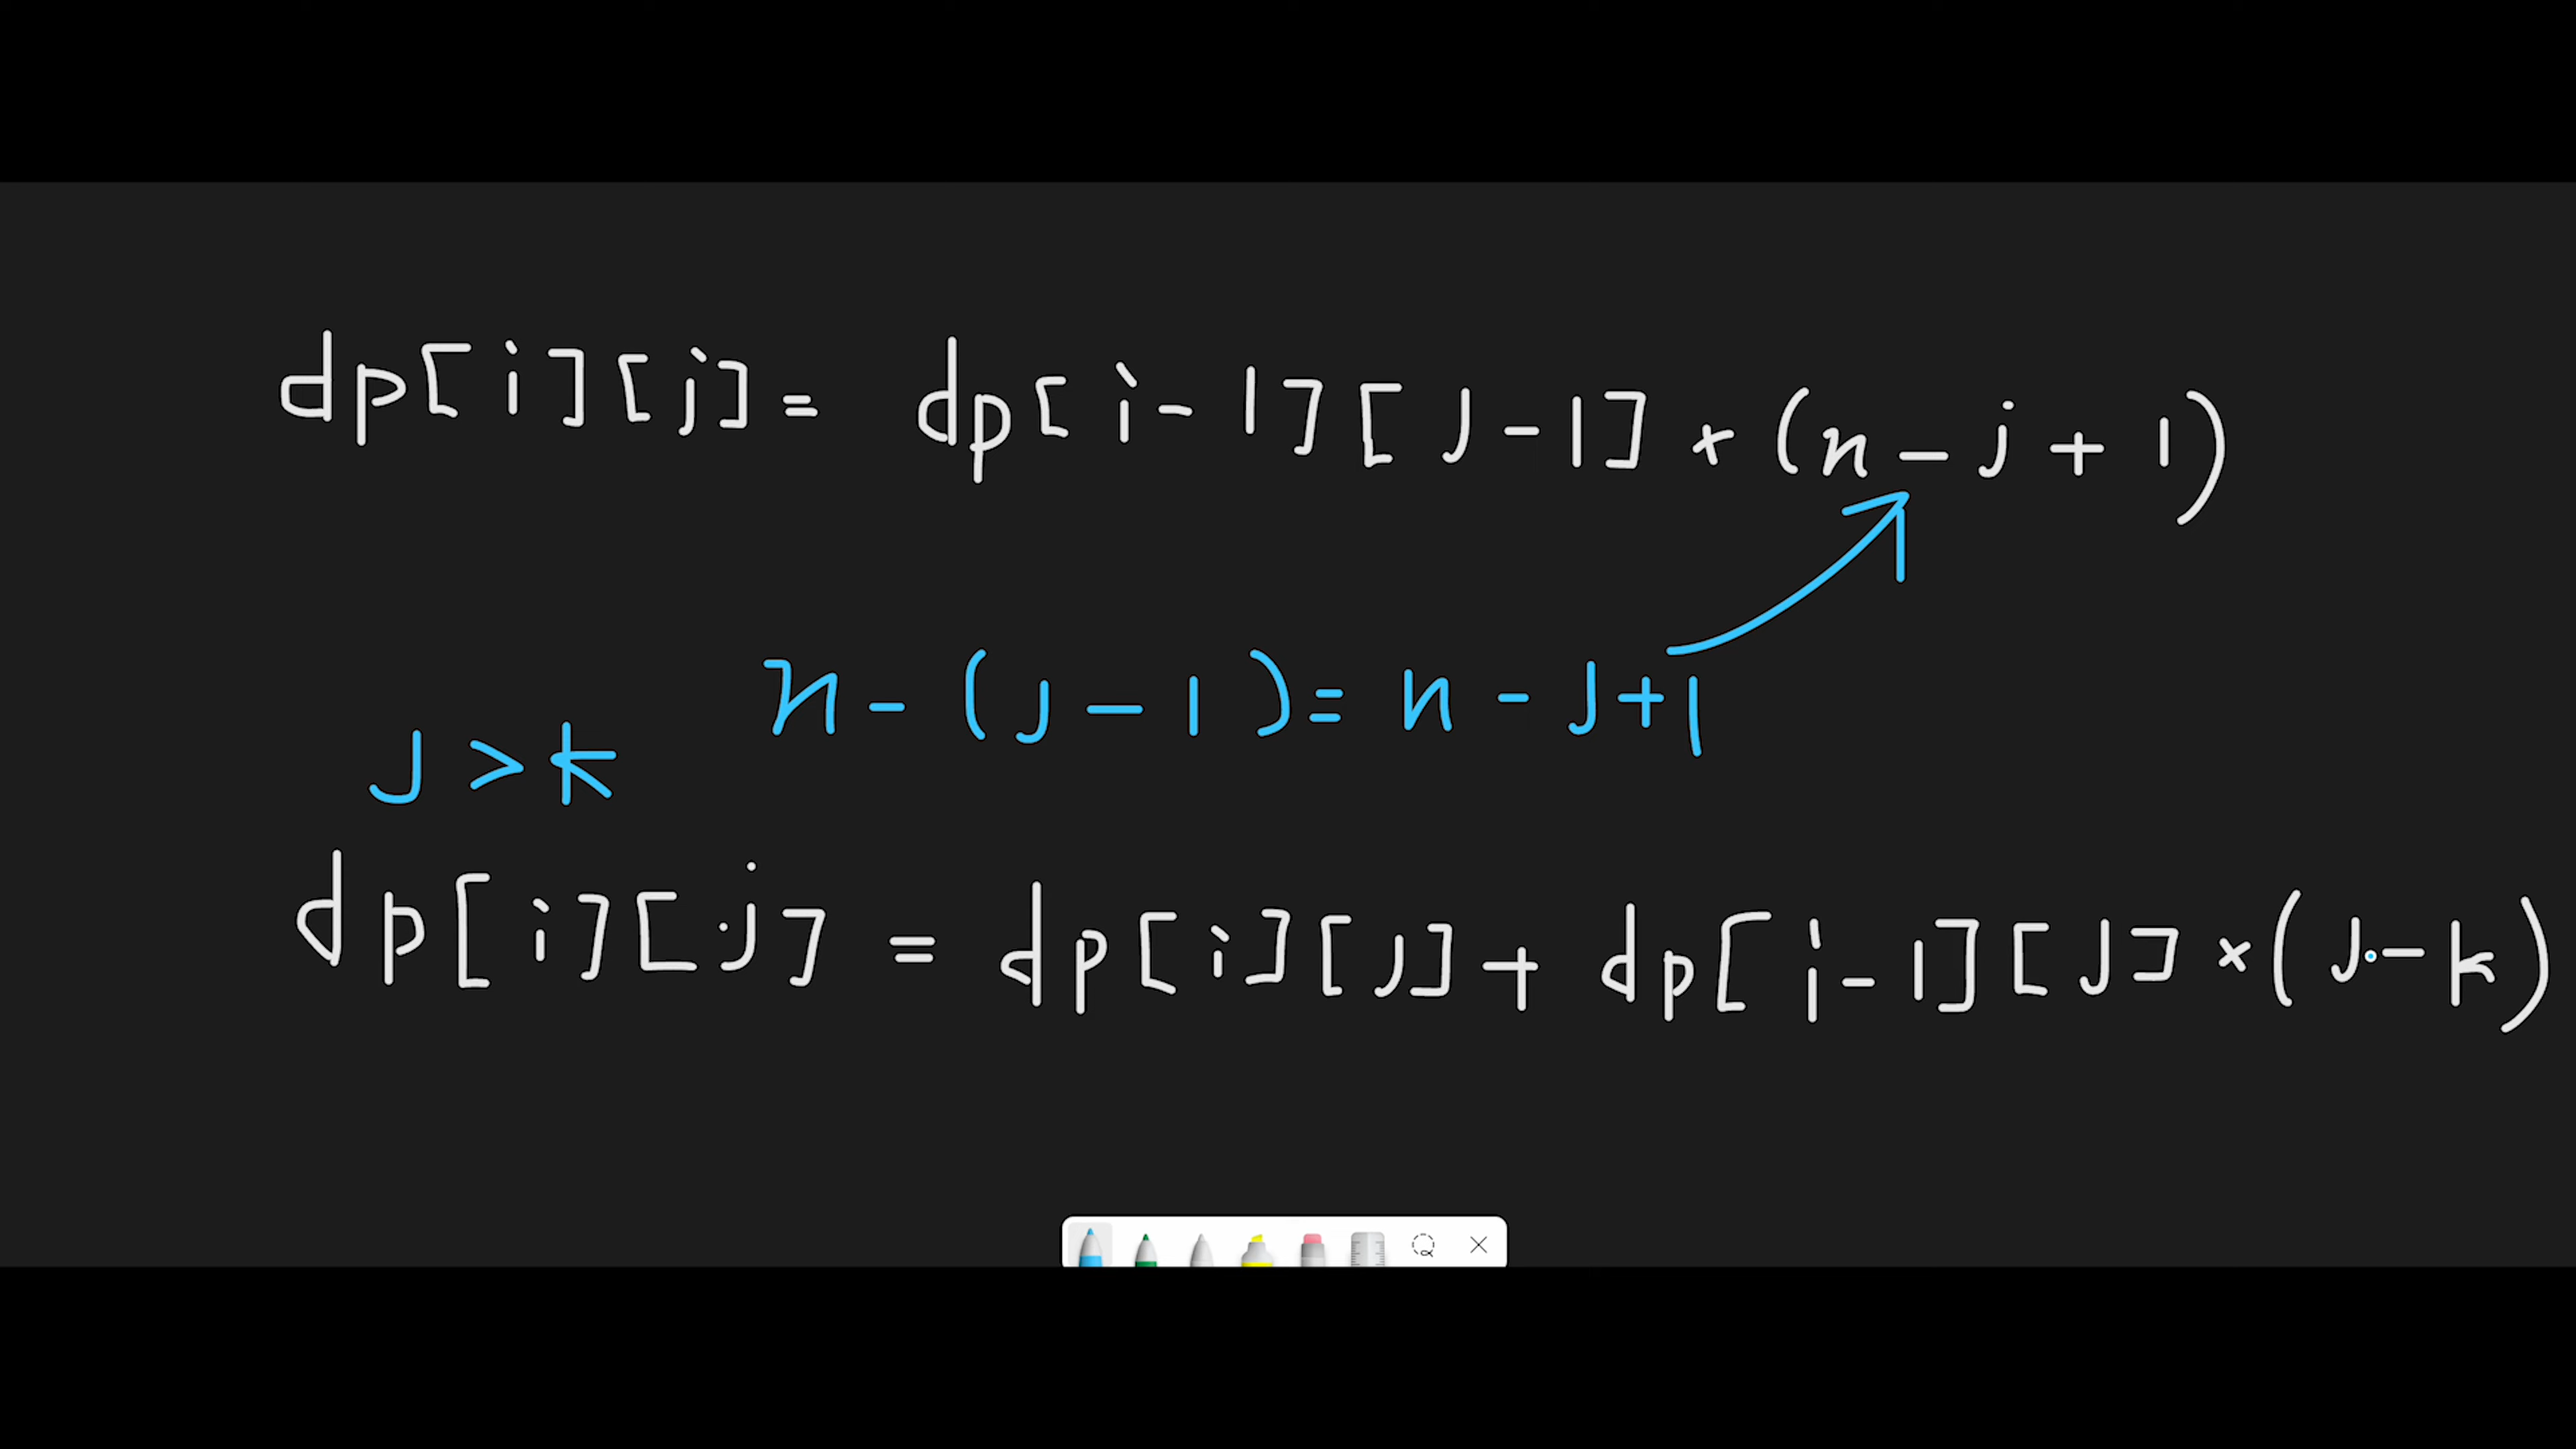 dp[i][j] = dp[i-1][J-1] × (n-j+1)
n-(J-1) = n-J+1
J > k
dp[i][j] = dp[i][J] + dp[i-1][J] × (J-k)